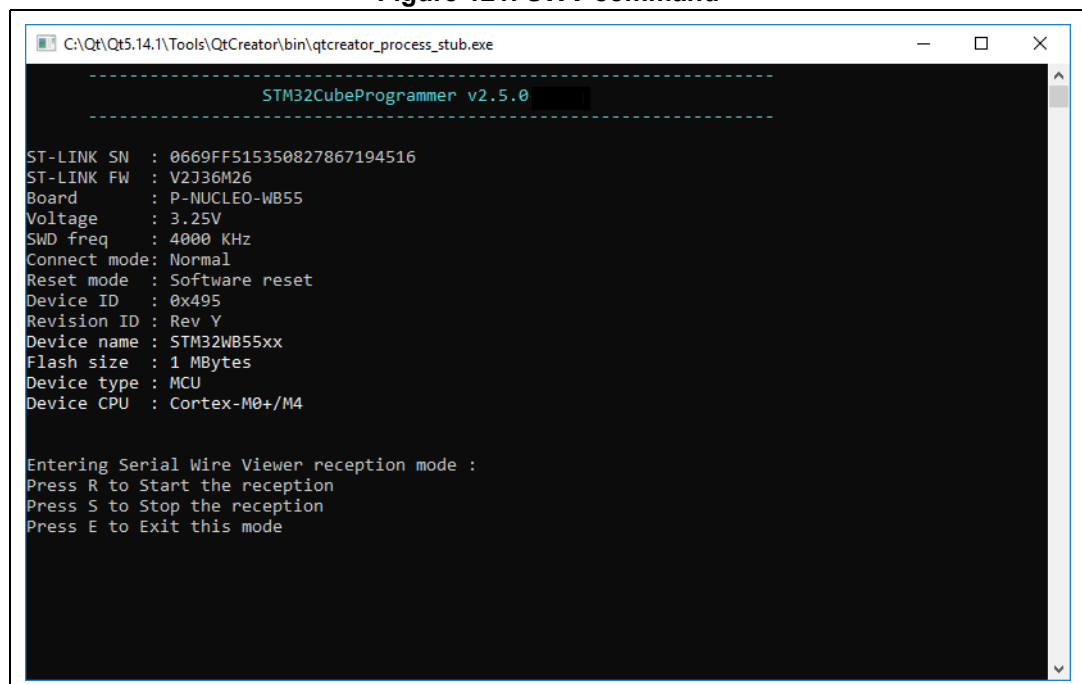 Figure SWV command
C:\Qt\Qt5.14.1\Tools\QtCreator\bin\qtcreator_process_stub.exe
-------------------------------------------------------------------
STM32CubeProgrammer v2.5.0
-------------------------------------------------------------------
ST-LINK SN  : 0669FF515350827867194516
ST-LINK FW  : V2J36M26
Board       : P-NUCLEO-WB55
Voltage     : 3.25V
SWD freq    : 4000 KHz
Connect mode: Normal
Reset mode  : Software reset
Device ID   : 0x495
Revision ID : Rev Y
Device name : STM32WB55xx
Flash size  : 1 MBytes
Device type : MCU
Device CPU  : Cortex-M0+/M4
Entering Serial Wire Viewer reception mode :
Press R to Start the reception
Press S to Stop the reception
Press E to Exit this mode